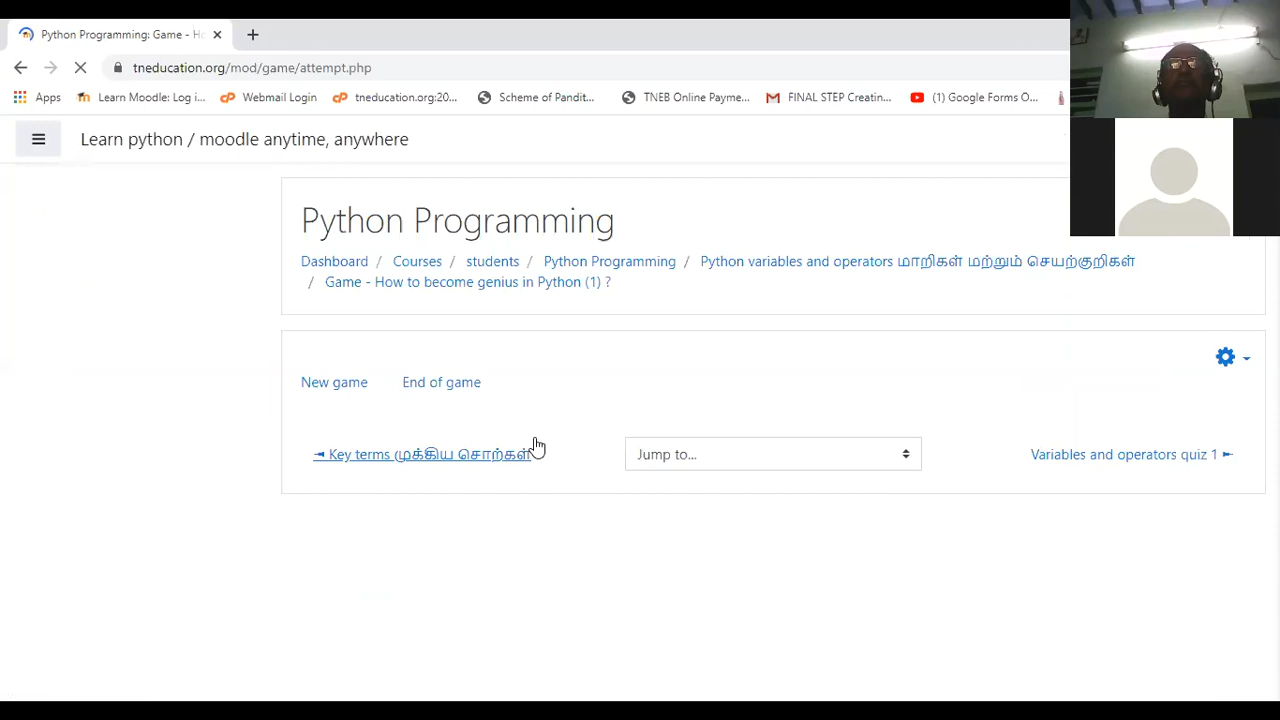 Python Programming: Game - Ho
tneducation.org/mod/game/attempt.php
Apps Learn Moodle: Log i... Webmail Login tneducation.org:20... Scheme of Pandit... TNEB Online Payme... FINAL STEP Creatin... (1) Google Forms O...
Learn python / moodle anytime, anywhere
Python Programming
Dashboard / Courses / students / Python Programming / Python variables and operators மாறிகள் மற்றும் செயற்குறிகள்
/ Game - How to become genius in Python (1) ?
New game End of game
◄ Key terms முக்கிய சொற்கள் Jump to... Variables and operators quiz 1 ►